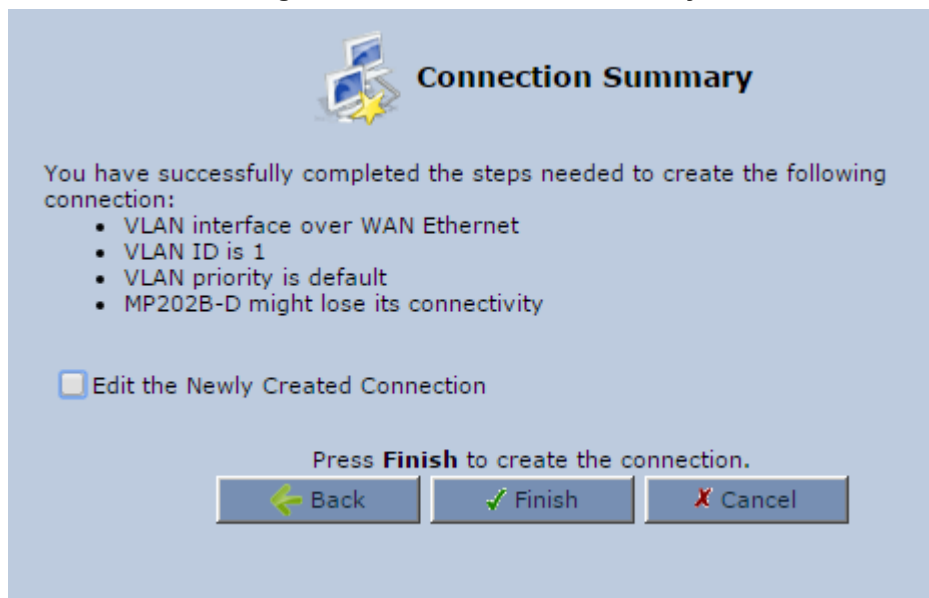 Connection Summary
You have successfully completed the steps needed to create the following
connection:
• VLAN interface over WAN Ethernet
• VLAN ID is 1
• VLAN priority is default
• MP202B-D might lose its connectivity
Edit the Newly Created Connection
Press Finish to create the connection.
Back Finish Cancel